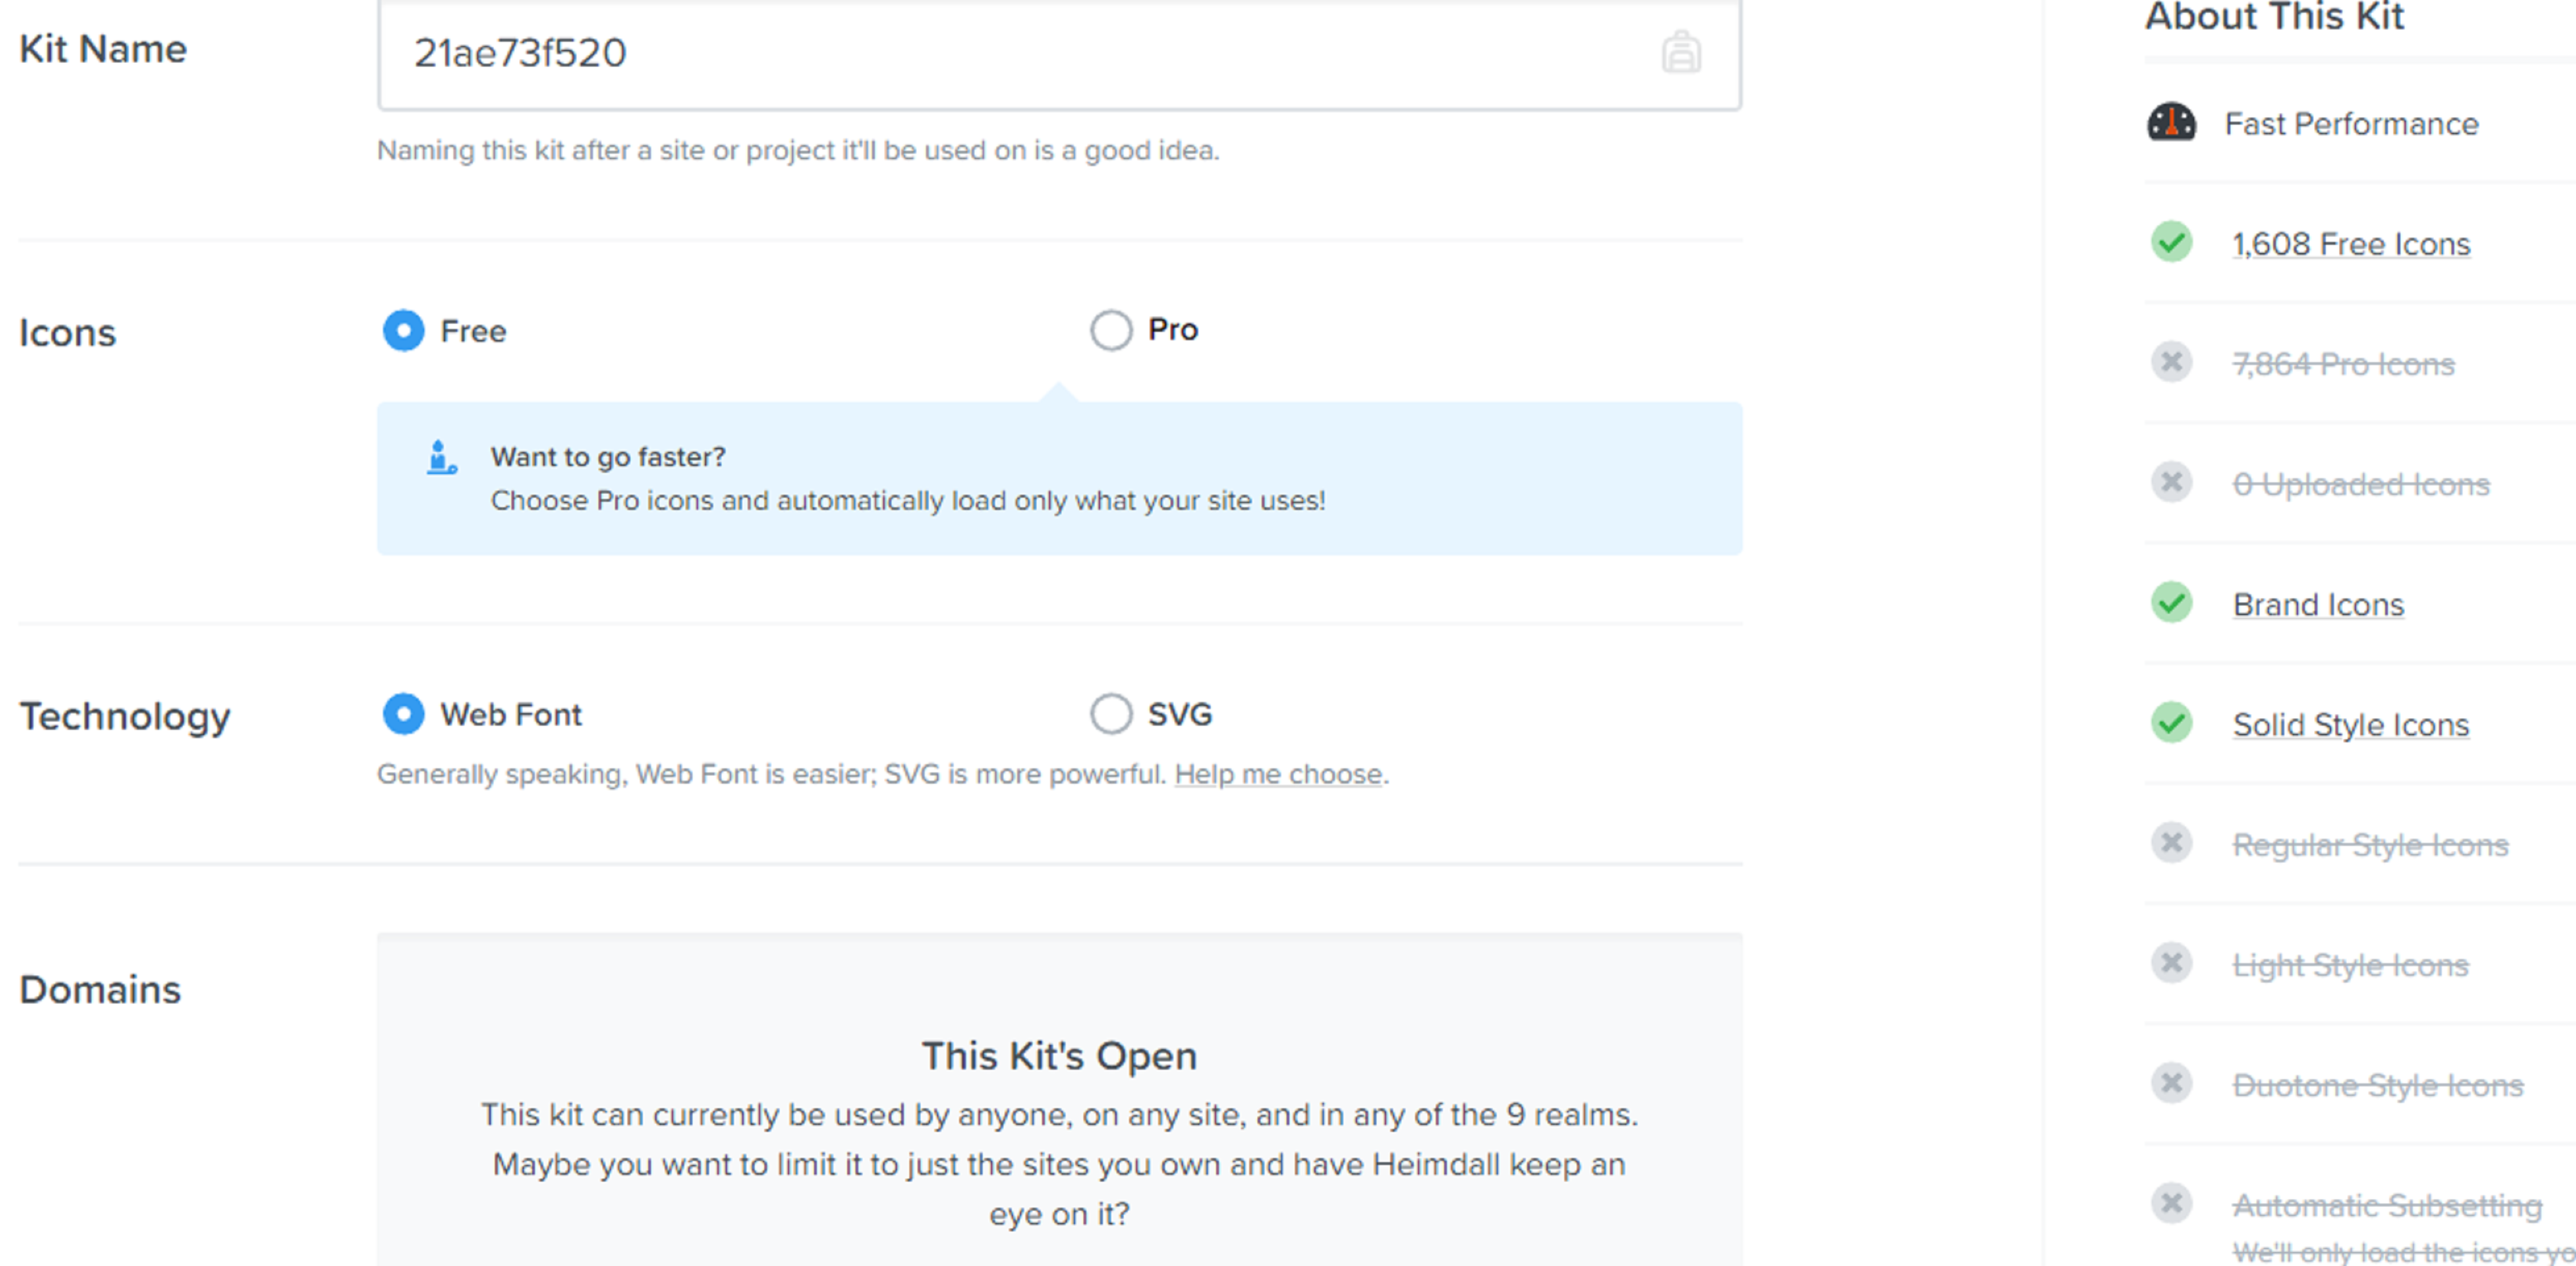 Kit Name
21ae73f520
Naming this kit after a site or project it'll be used on is a good idea.
Icons
Free
Pro
Want to go faster?
Choose Pro icons and automatically load only what your site uses!
Technology
Web Font
SVG
Generally speaking, Web Font is easier; SVG is more powerful. Help me choose.
Domains
This Kit's Open
This kit can currently be used by anyone, on any site, and in any of the 9 realms.
Maybe you want to limit it to just the sites you own and have Heimdall keep an
eye on it?
About This Kit
Fast Performance
1,608 Free Icons
7,864 Pro Icons
0 Uploaded Icons
Brand Icons
Solid Style Icons
Regular Style Icons
Light Style Icons
Duotone Style Icons
Automatic Subsetting
We'll only load the icons